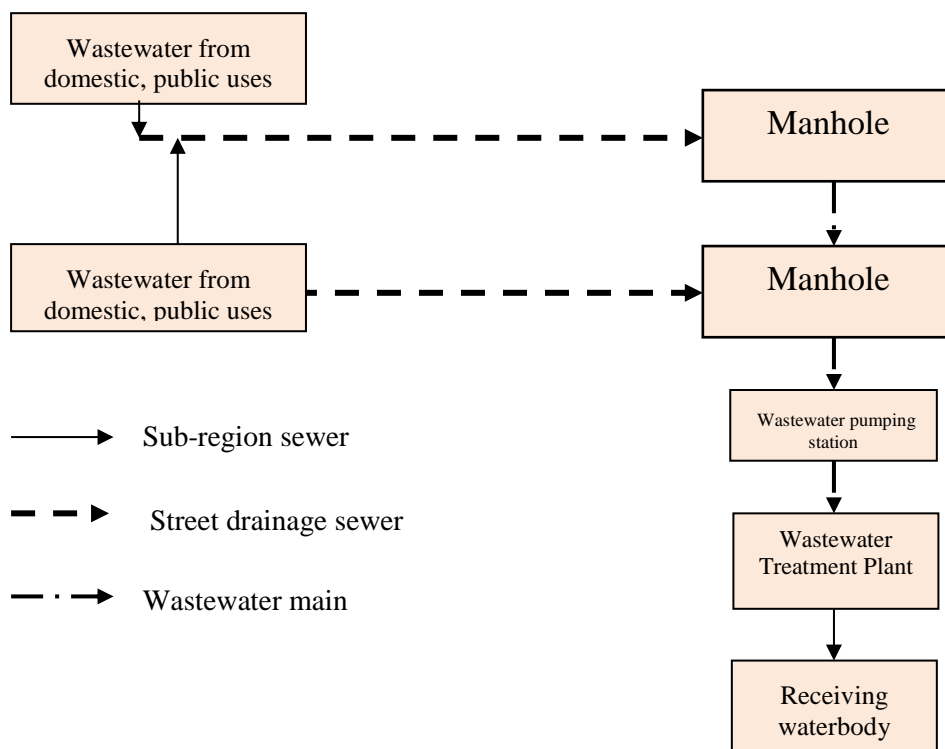 Wastewater from
domestic, public uses
Manhole
Wastewater from
domestic, public uses
Manhole
Wastewater pumping
station
Sub-region sewer
Street drainage sewer
Wastewater
Treatment Plant
Wastewater main
Receiving
waterbody